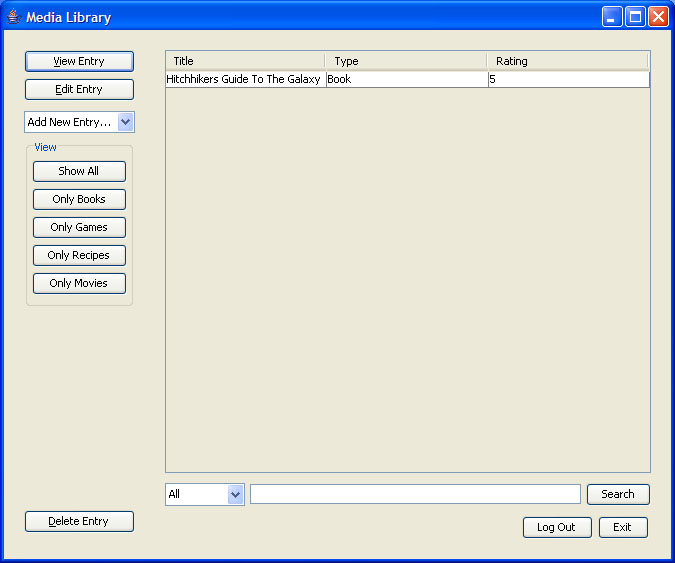 Media Library
View Entry
Edit Entry
Add New Entry...
View
Show All
Only Books
Only Games
Only Recipes
Only Movies
Delete Entry
Title Type Rating
Hitchhikers Guide To The Galaxy Book 5
All Search
Log Out Exit